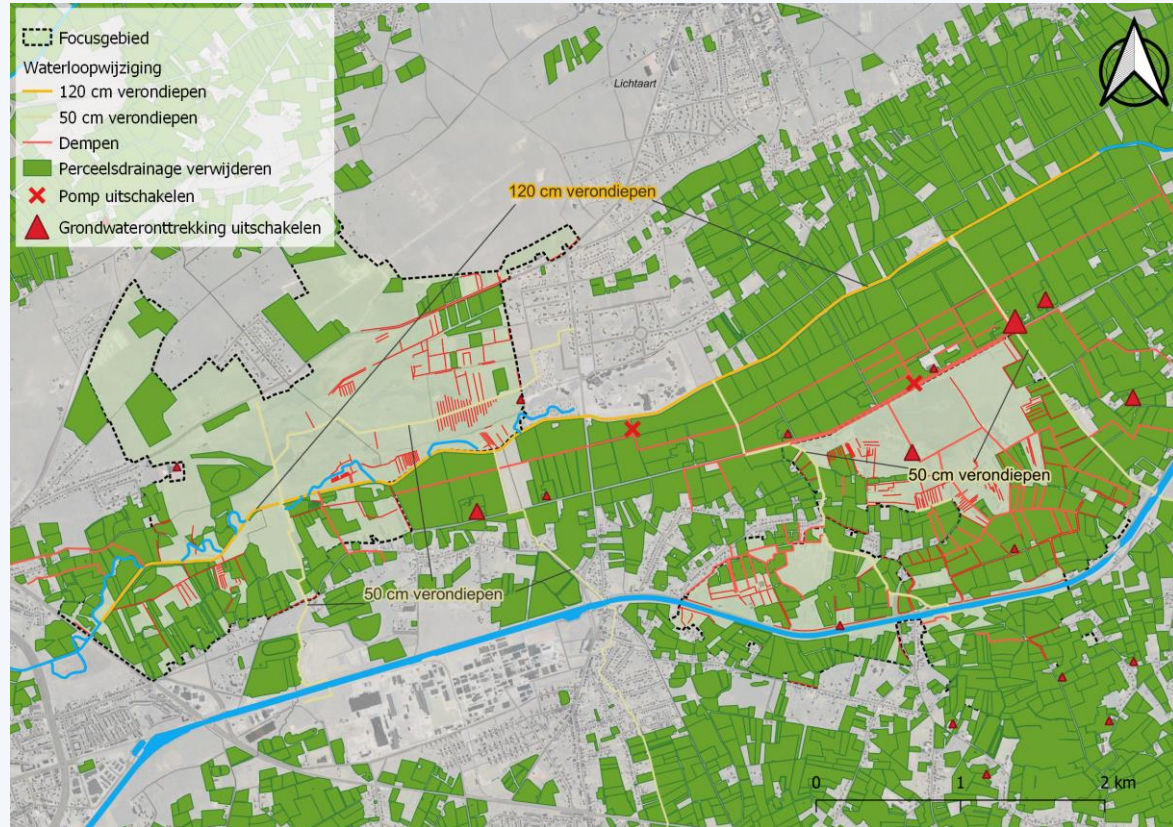 Focusgebied
Waterloopwijziging
120 cm verondiepen
50 cm verondiepen
Dempen
Perceelsdrainage verwijderen
Pomp uitschakelen
Grondwateronttrekking uitschakelen
Lichtaart
120 cm verondiepen
50 cm verondiepen
50 cm verondiepen
0 1 2 km